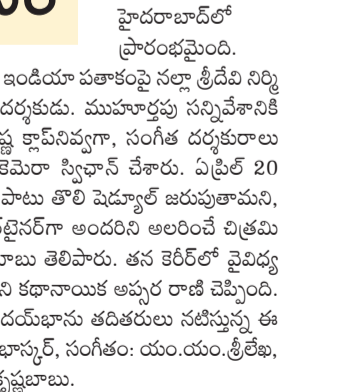 హైదరాబాద్‌లో
ప్రారంభమైంది.
ఇండియా పతాకంపై నల్లా శ్రీదేవి నిర్మి
దర్శకుడు. ముహూర్తపు సన్నివేశానికి
ష్ణ క్లాప్‌నివ్వగా, సంగీత దర్శకురాలు
కెమెరా స్విఛాన్ చేశారు. ఏప్రిల్ 20
పాటు తొలి షెడ్యూల్ జరుపుతామని,
ర్‌టైనర్‌గా అందరిని అలరించే చిత్రమి
బాబు తెలిపారు. తన కెరీర్‌లో వైవిధ్య
ని కథానాయిక అప్సర రాణి చెప్పింది.
దయ్‌భాను తదితరులు నటిస్తున్న ఈ
భాస్కర్, సంగీతం: యం.యం.శ్రీలేఖ,
కృష్ణబాబు.